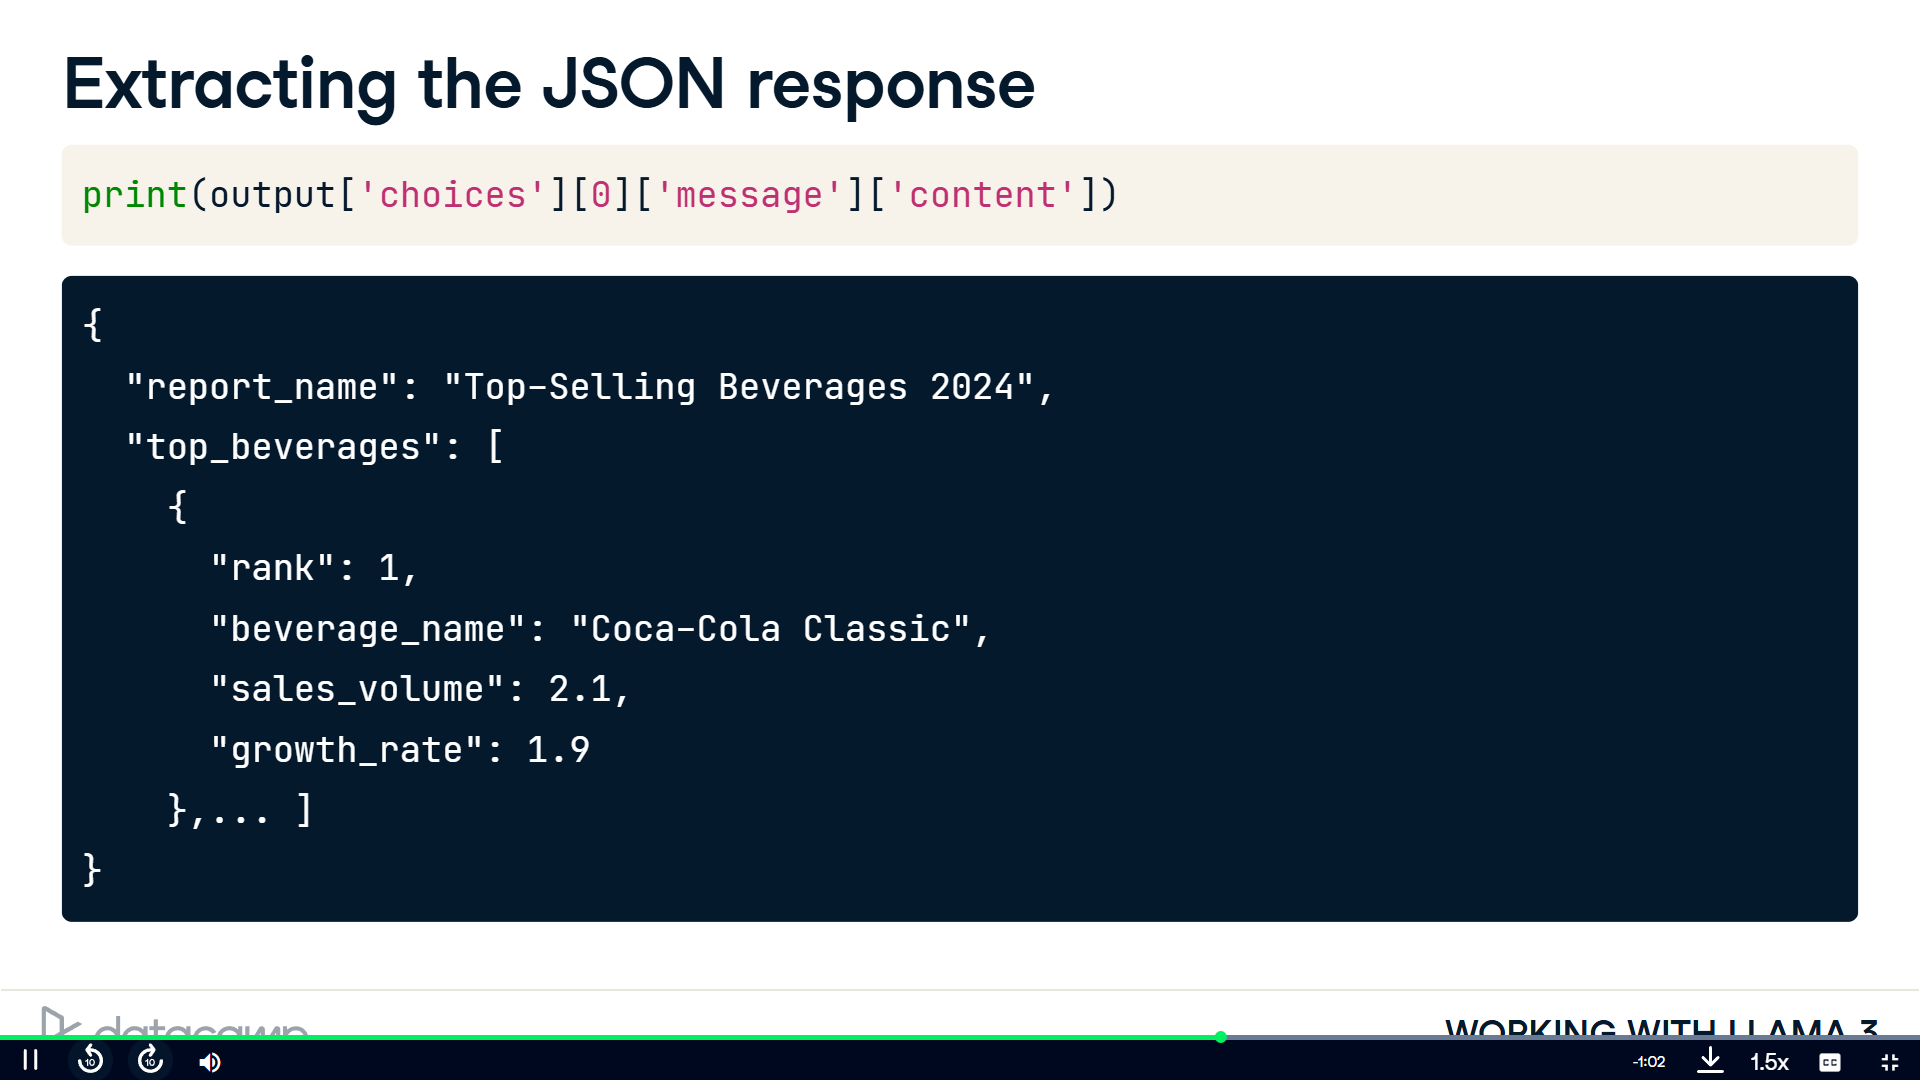 Extracting the JSON response
print(output['choices'][0]['message']['content'])
{
"report_name": "Top-Selling Beverages 2024",
"top_beverages": [
{
"rank": 1,
"beverage_name": "Coca-Cola Classic",
"sales_volume": 2.1,
"growth_rate": 1.9
},... ]
}
datacamp
WORKING WITH LLAMA 3
10
10
-1:02
1.5x
CC